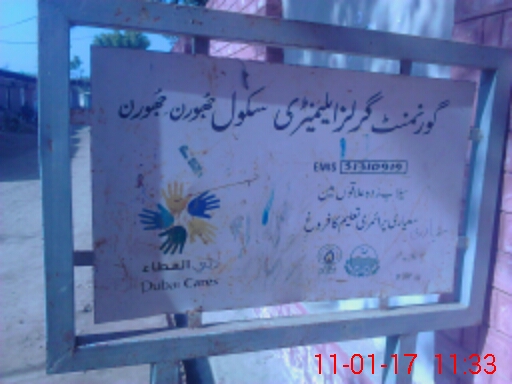 گورنمنٹ گرلز ایلیمنٹری سکول جھورن جھورن
EMIS 31310919
سیلاب زدہ علاقوں میں
معیاری پرائمری تعلیم کا فروغ
دبي العطاء
Dubai Cares
11-01-17 11:33